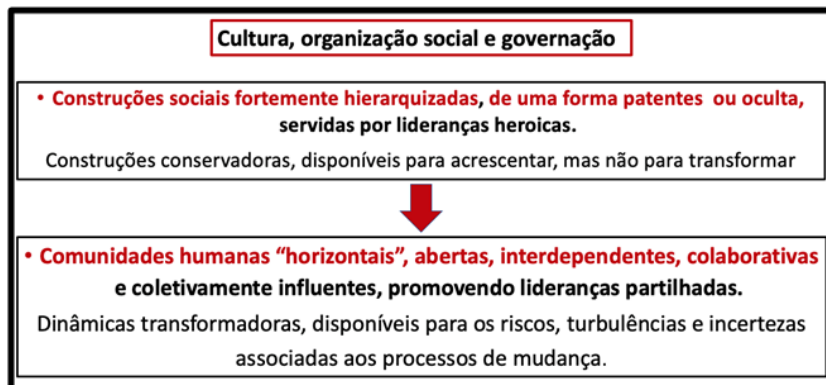 Cultura, organização social e governação
• Construções sociais fortemente hierarquizadas, de uma forma patentes ou oculta,
servidas por lideranças heroicas.
Construções conservadoras, disponíveis para acrescentar, mas não para transformar
• Comunidades humanas “horizontais”, abertas, interdependentes, colaborativas
e coletivamente influentes, promovendo lideranças partilhadas.
Dinâmicas transformadoras, disponíveis para os riscos, turbulências e incertezas
associadas aos processos de mudança.